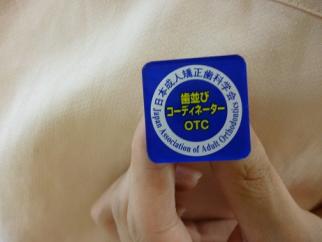 日本成人矯正歯科学会
歯並び
コーディネーター
OTC
Japan Association of Adult Orthodontics